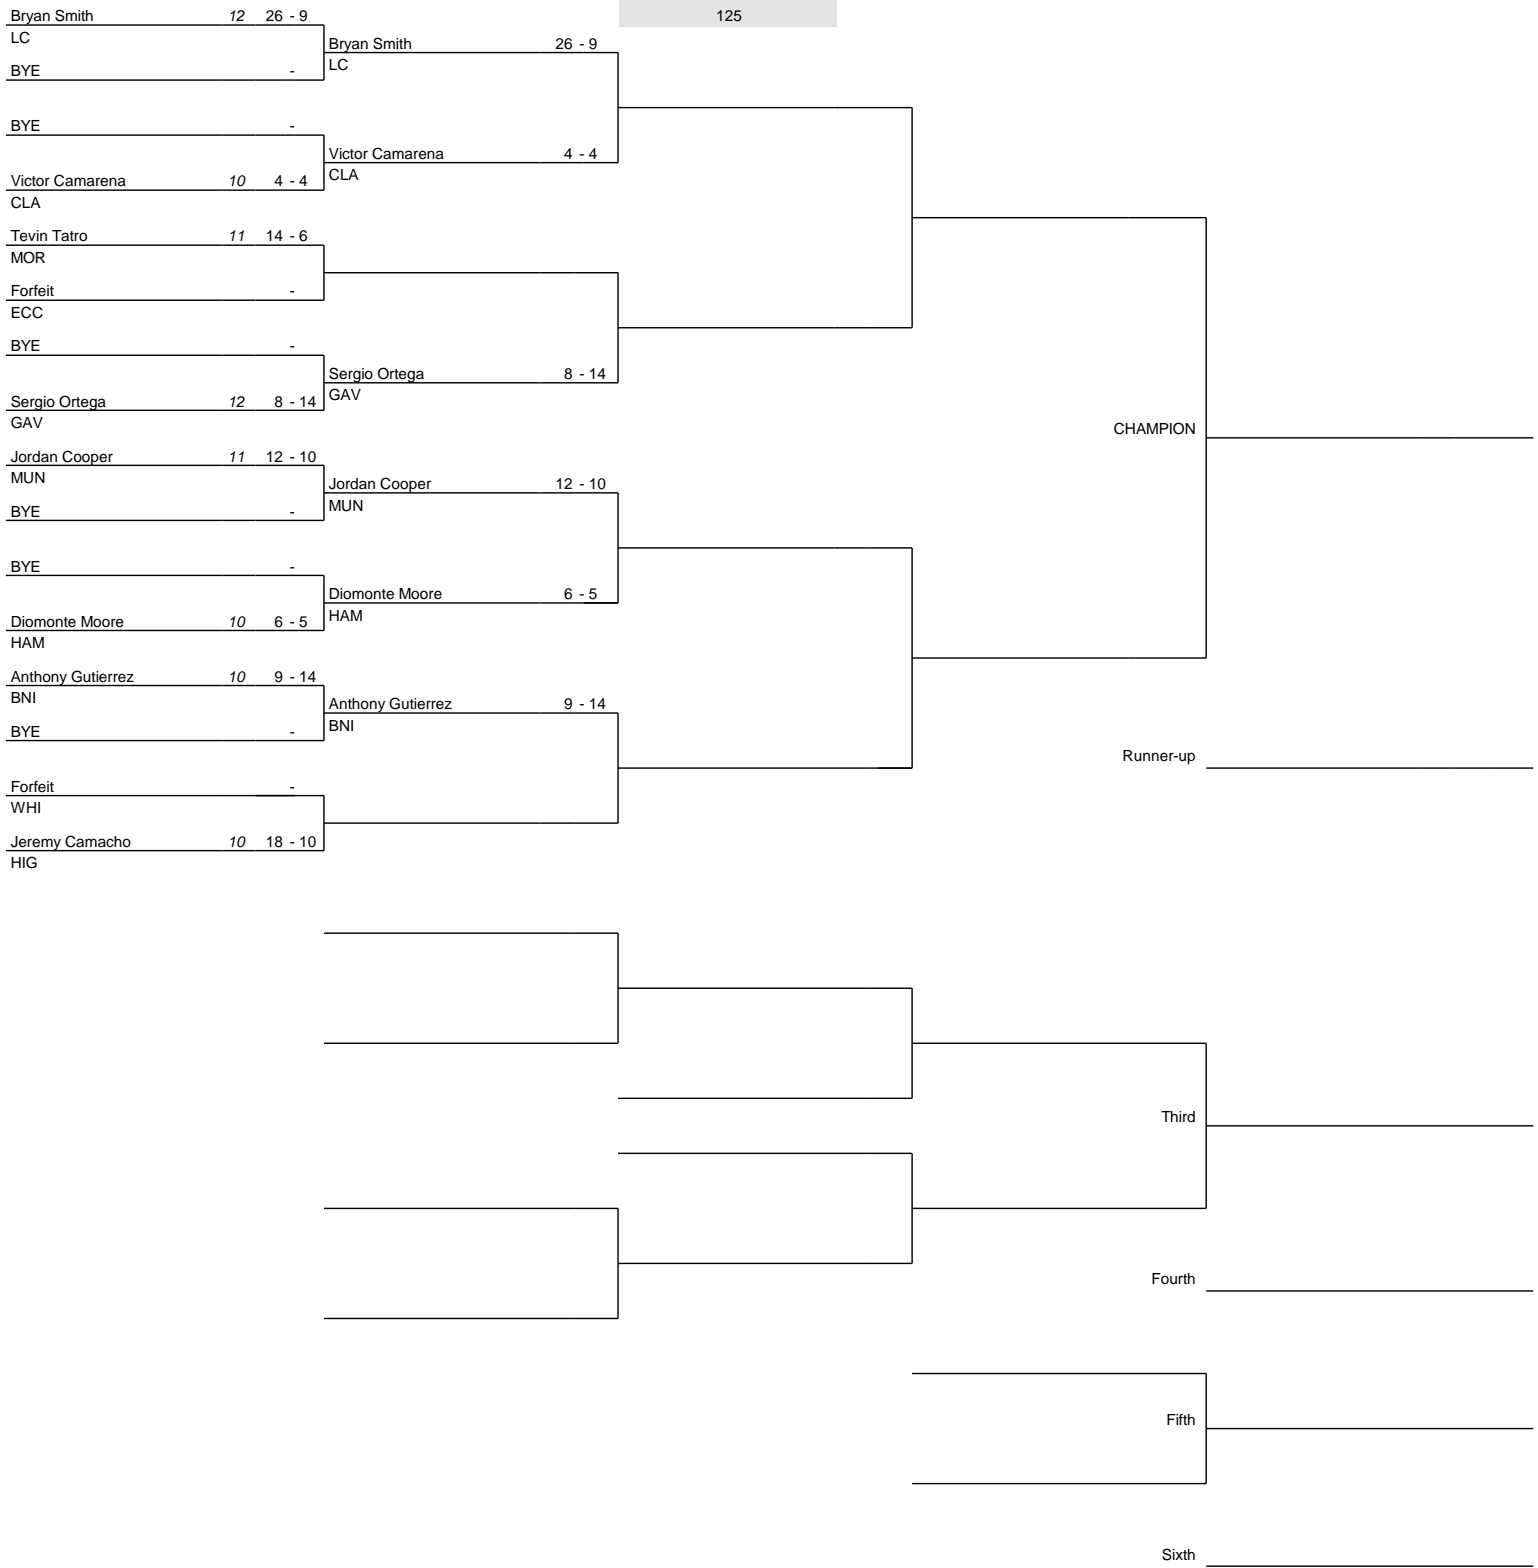 Bryan Smith 12 26 - 9 125
LC
Bryan Smith 26 - 9
LC
BYE -
BYE -
Victor Camarena 4 - 4
CLA
Victor Camarena 10 4 - 4
CLA
Tevin Tatro 11 14 - 6
MOR
Forfeit -
ECC
BYE -
Sergio Ortega 8 - 14
GAV
Sergio Ortega 12 8 - 14
GAV
CHAMPION
Jordan Cooper 11 12 - 10
MUN
Jordan Cooper 12 - 10
MUN
BYE -
BYE -
Diomonte Moore 6 - 5
HAM
Diomonte Moore 10 6 - 5
HAM
Anthony Gutierrez 10 9 - 14
BNI
Anthony Gutierrez 9 - 14
BNI
BYE -
Runner-up
Forfeit -
WHI
Jeremy Camacho 10 18 - 10
HIG
Third
Fourth
Fifth
Sixth